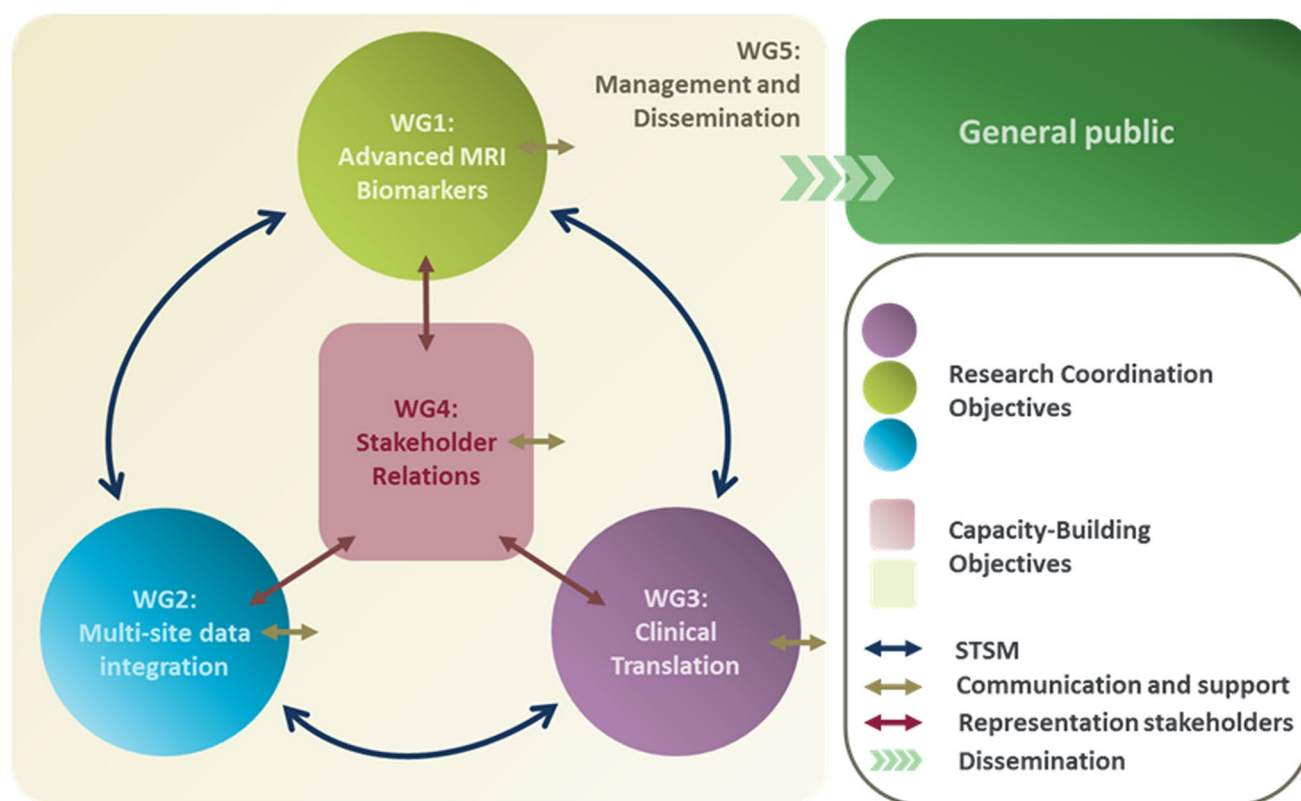 WG5:
Management and
Dissemination
WG1:
Advanced MRI
Biomarkers
WG4:
Stakeholder
Relations
WG2:
Multi-site data
integration
WG3:
Clinical
Translation
General public
Research Coordination
Objectives
Capacity-Building
Objectives
STSM
Communication and support
Representation stakeholders
Dissemination